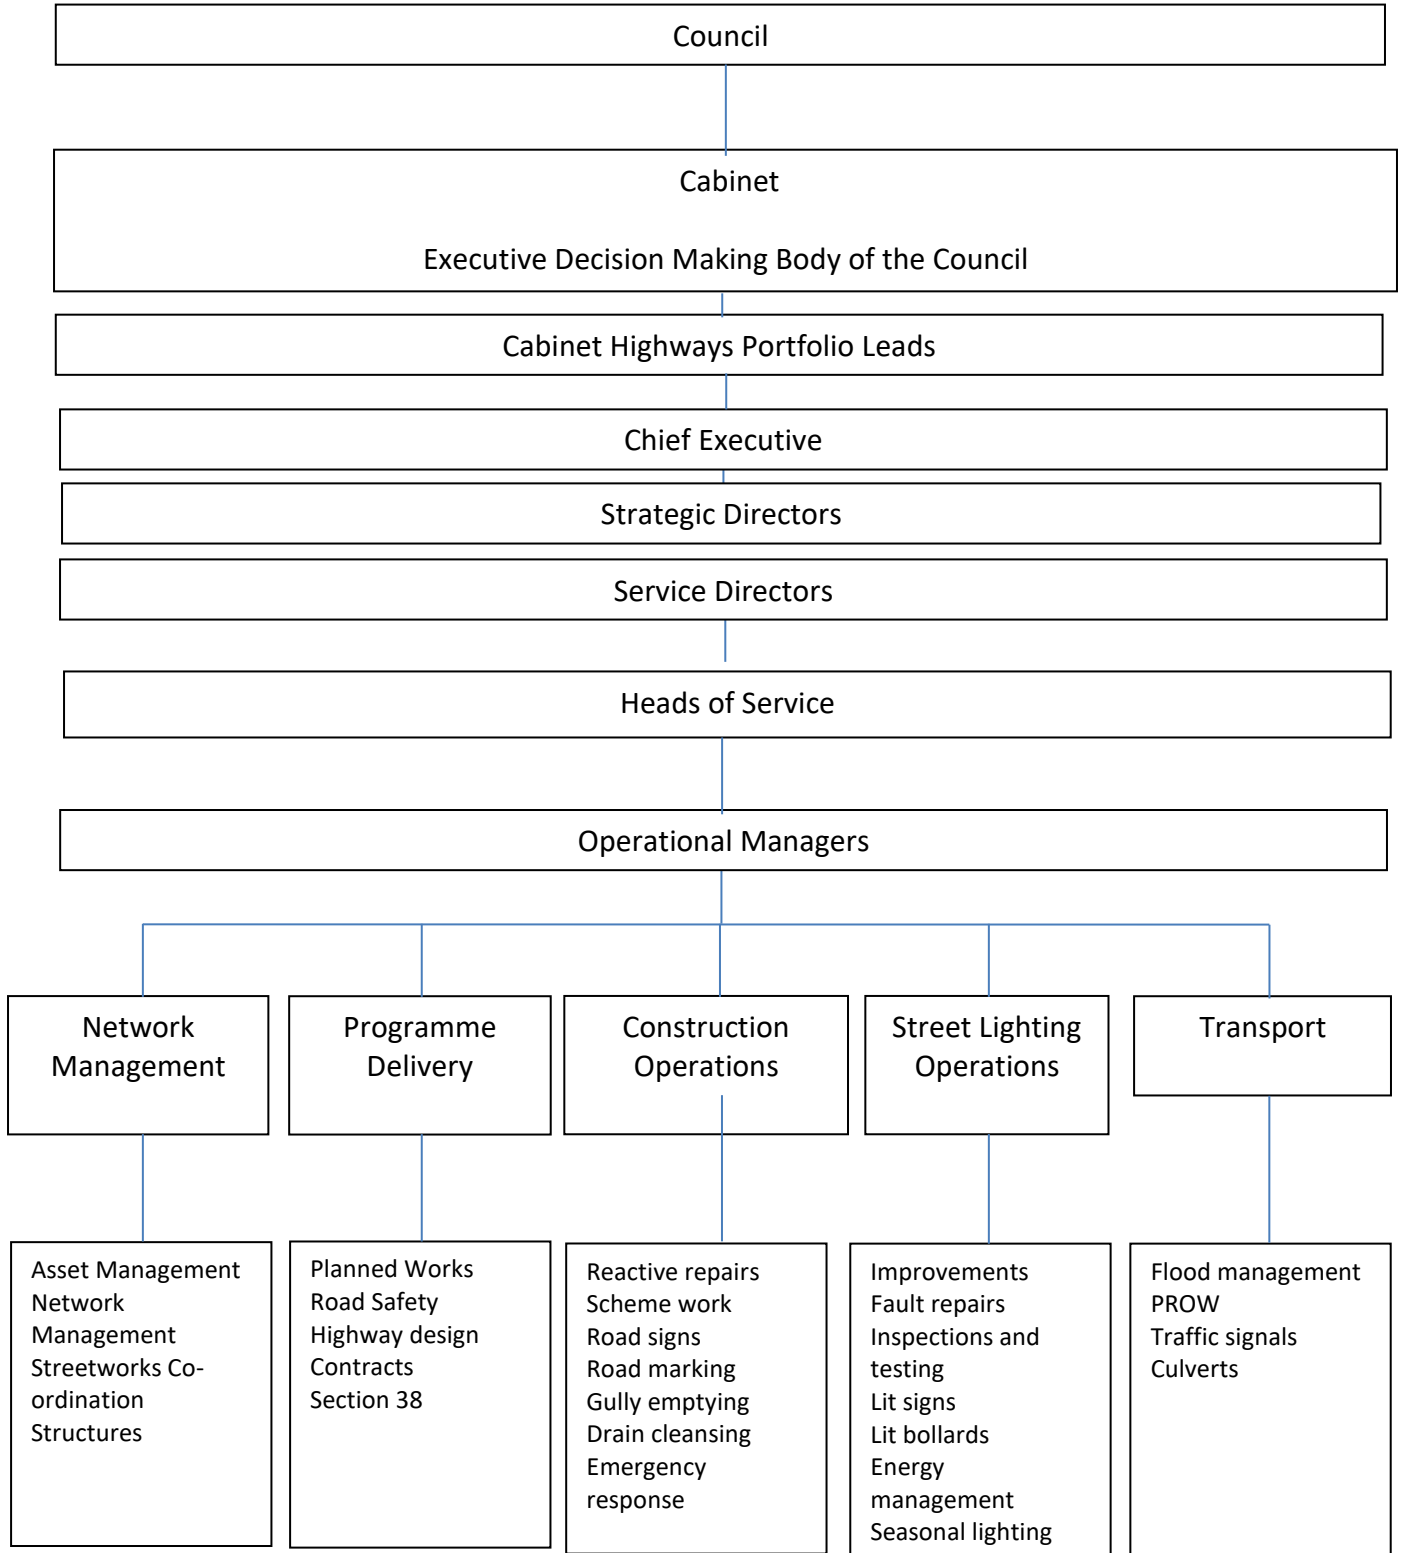 Council
Cabinet
Executive Decision Making Body of the Council
Cabinet Highways Portfolio Leads
Chief Executive
Strategic Directors
Service Directors
Heads of Service
Operational Managers
Network
Management
Programme
Delivery
Construction
Operations
Street Lighting
Operations
Transport
Asset Management
Network
Management
Streetworks Co-
ordination
Structures
Planned Works
Road Safety
Highway design
Contracts
Section 38
Reactive repairs
Scheme work
Road signs
Road marking
Gully emptying
Drain cleansing
Emergency
response
Improvements
Fault repairs
Inspections and
testing
Lit signs
Lit bollards
Energy
management
Seasonal lighting
Flood management
PROW
Traffic signals
Culverts